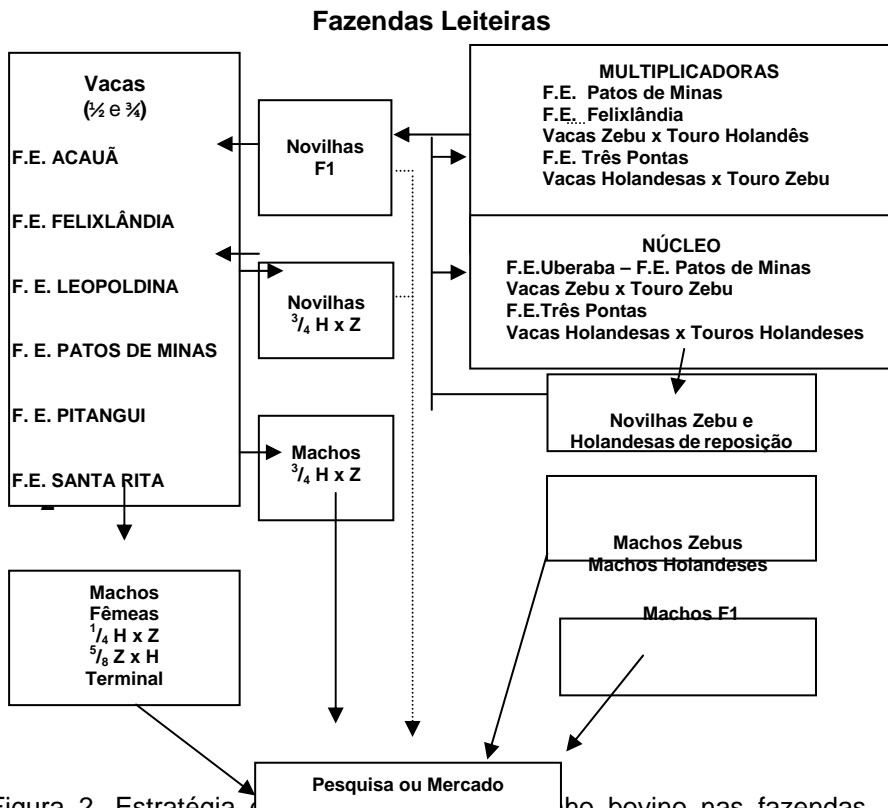 Fazendas Leiteiras
Vacas
(½ e ¾)
F.E. ACAUÃ
F.E. FELIXLÂNDIA
F. E. LEOPOLDINA
F. E. PATOS DE MINAS
F. E. PITANGUI
F.E. SANTA RITA
Novilhas
F1
Novilhas
3/4 H x Z
Machos
3/4 H x Z
MULTIPLICADORAS
F.E. Patos de Minas
F.E. Felixlândia
Vacas Zebu x Touro Holandês
F.E. Três Pontas
Vacas Holandesas x Touro Zebu
NÚCLEO
F.E.Uberaba – F.E. Patos de Minas
Vacas Zebu x Touro Zebu
F.E.Três Pontas
Vacas Holandesas x Touros Holandeses
Novilhas Zebu e
Holandesas de reposição
Machos Zebus
Machos Holandeses
Machos F1
Machos
Fêmeas
1/4 H x Z
5/8 Z x H
Terminal
Pesquisa ou Mercado
Figura 2. Estratégia bovino nas fazendas